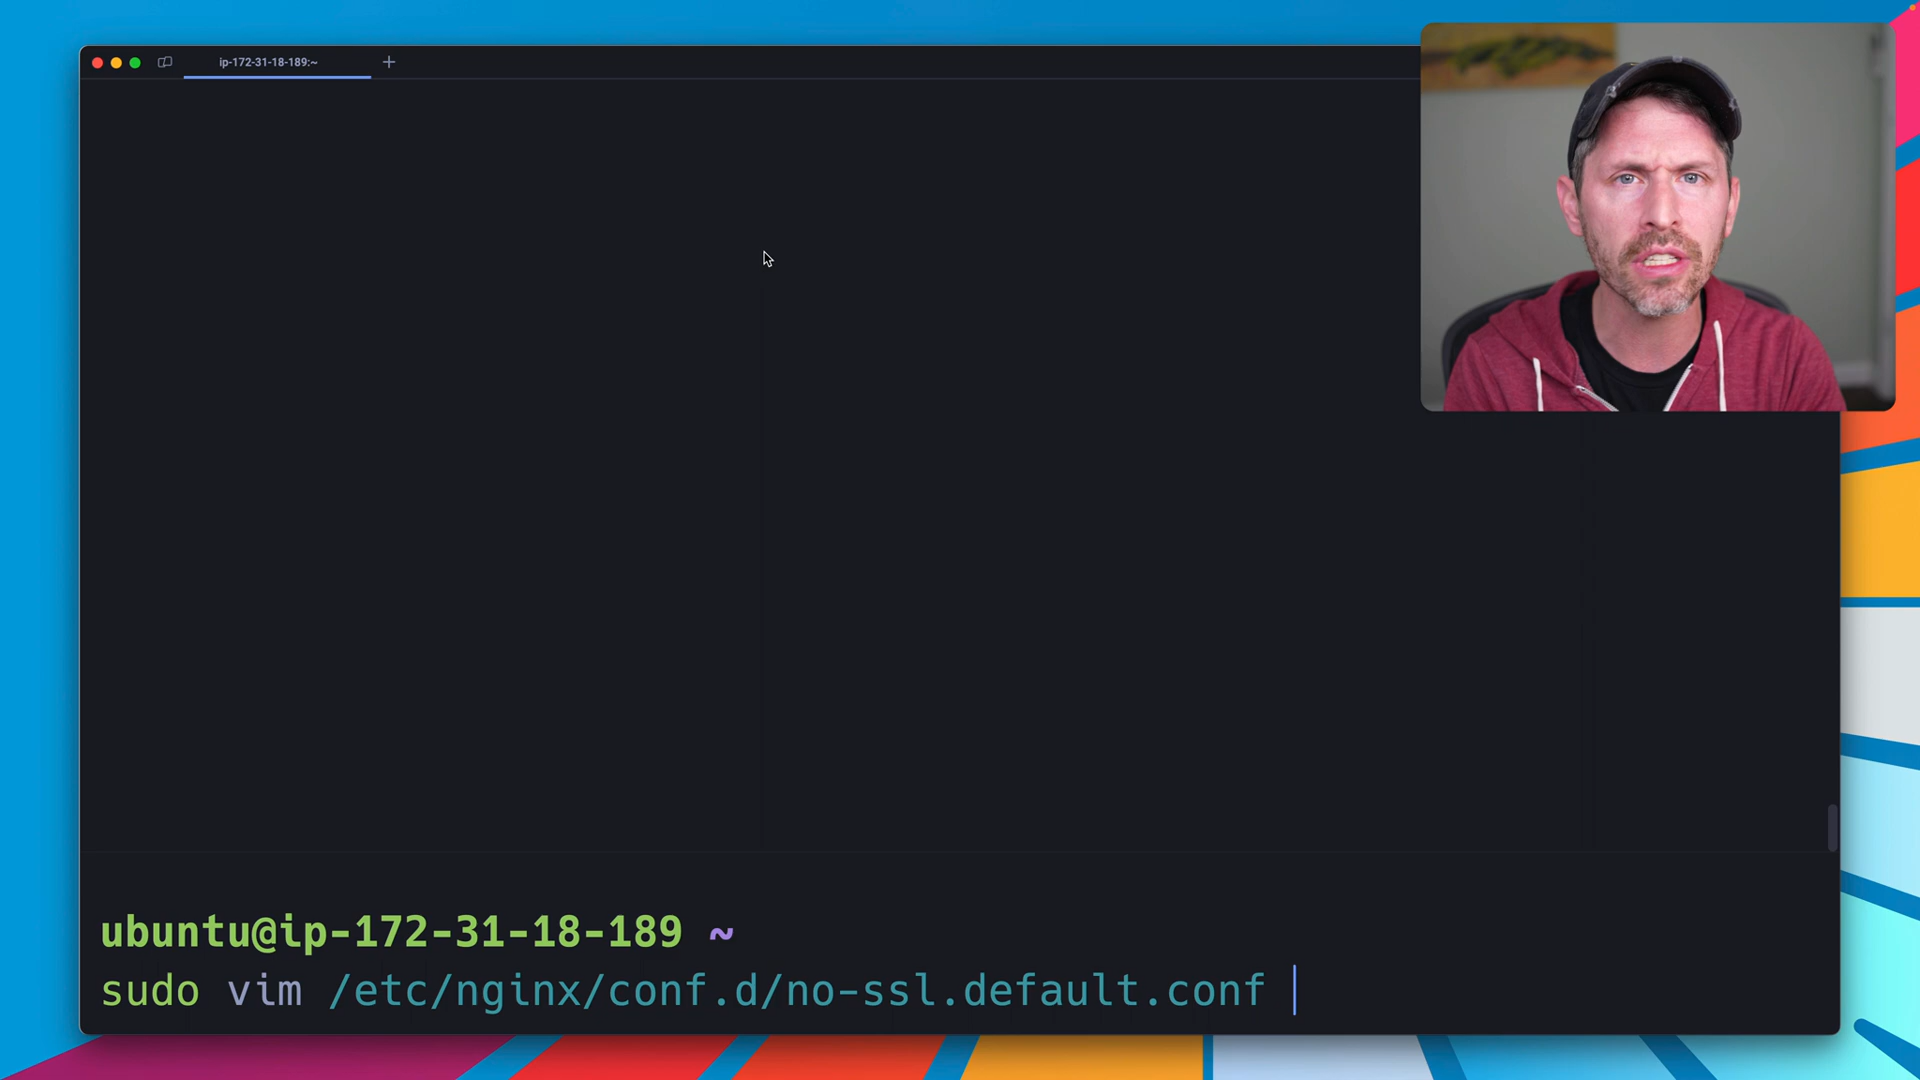 ip-172-31-18-189:~
ubuntu@ip-172-31-18-189 ~
sudo vim /etc/nginx/conf.d/no-ssl.default.conf